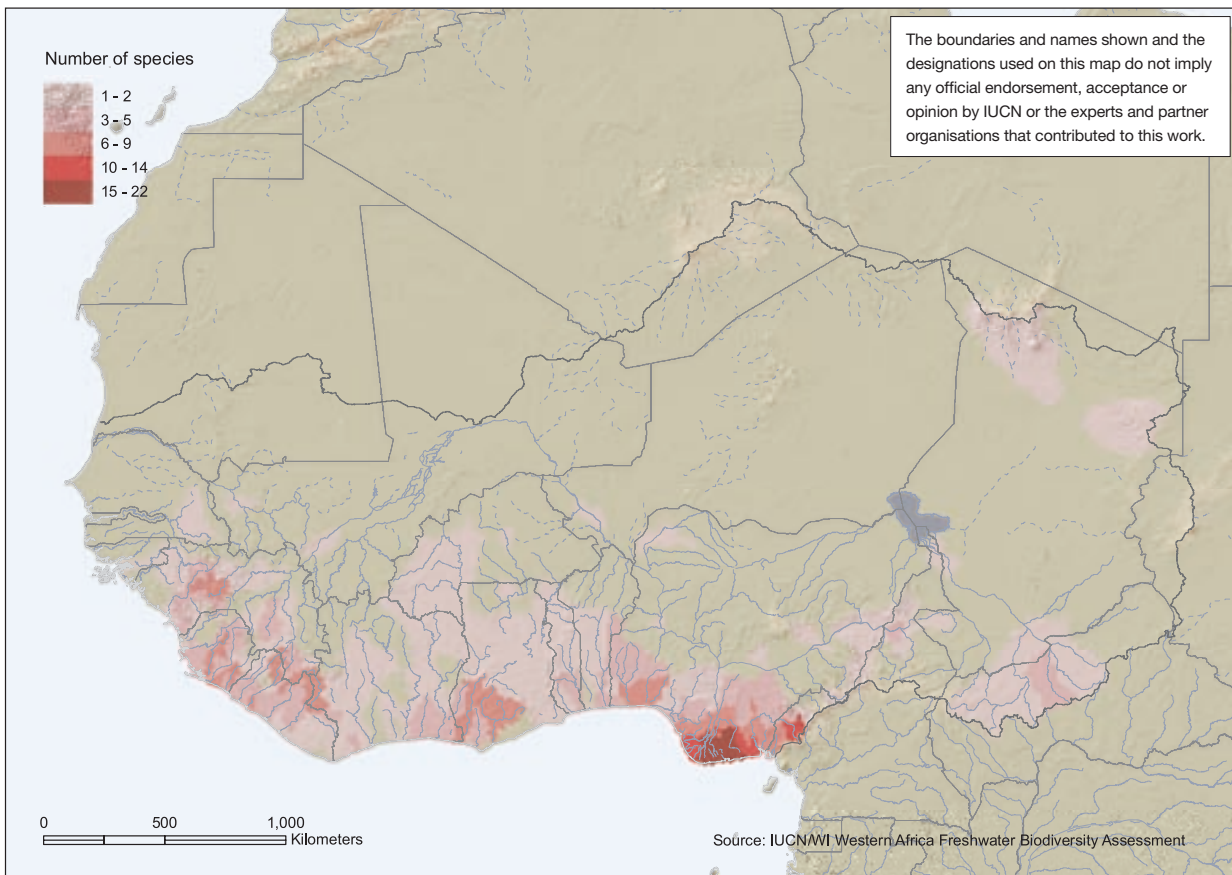 Number of species
1 - 2
3 - 5
6 - 9
10 - 14
15 - 22
The boundaries and names shown and the
designations used on this map do not imply
any official endorsement, acceptance or
opinion by IUCN or the experts and partner
organisations that contributed to this work.
0 500 1,000
Kilometers
Source: IUCN/WI Western Africa Freshwater Biodiversity Assessment